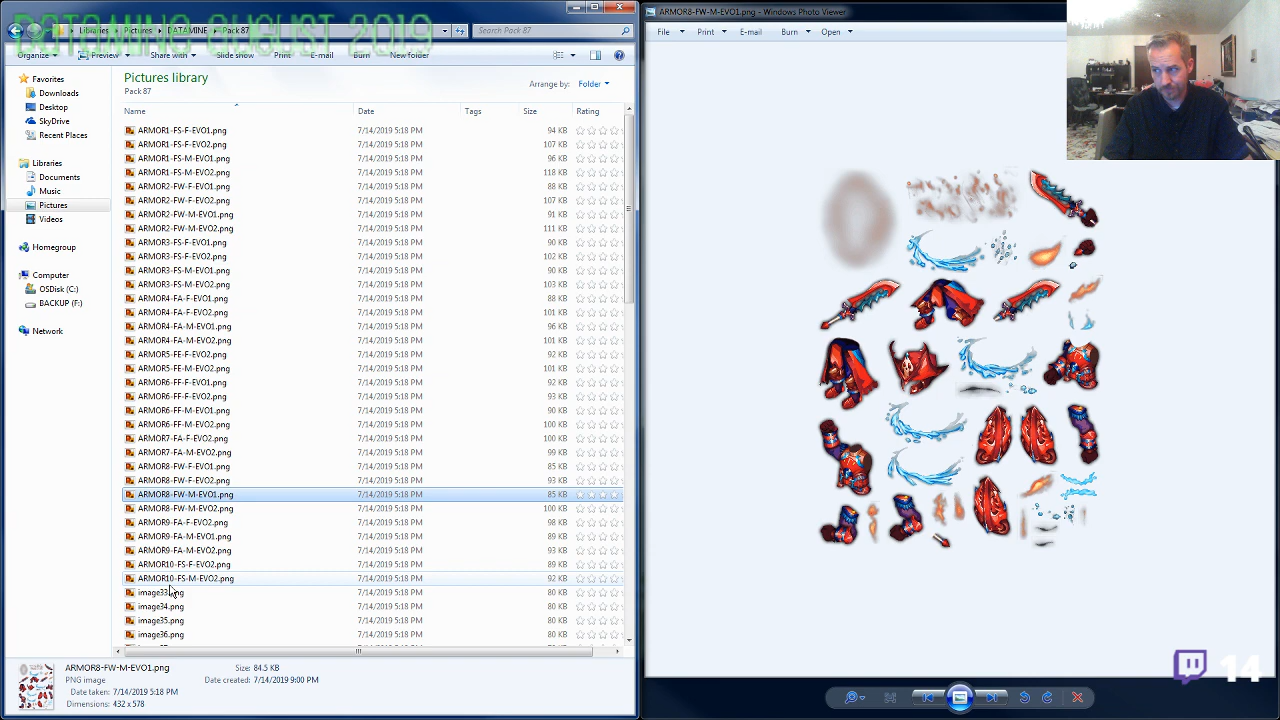 DATAMINING AUGUST 2019
Libraries ▸ Pictures ▸ DATAMINE ▸ Pack 87
Search Pack 87
Organize Preview Share with Slide show Print E-mail Burn New folder
Pictures library
Pack 87
Arrange by: Folder
Name Date Tags Size Rating
Favorites
Downloads
Desktop
SkyDrive
Recent Places
Libraries
Documents
Music
Pictures
Videos
Homegroup
Computer
OSDisk (C:)
BACKUP (F:)
Network
ARMOR1-FS-F-EVO1.png 7/14/2019 5:18 PM 94 KB
ARMOR1-FS-F-EVO2.png 7/14/2019 5:18 PM 107 KB
ARMOR1-FS-M-EVO1.png 7/14/2019 5:18 PM 96 KB
ARMOR1-FS-M-EVO2.png 7/14/2019 5:18 PM 118 KB
ARMOR2-FW-F-EVO1.png 7/14/2019 5:18 PM 88 KB
ARMOR2-FW-F-EVO2.png 7/14/2019 5:18 PM 107 KB
ARMOR2-FW-M-EVO1.png 7/14/2019 5:18 PM 91 KB
ARMOR2-FW-M-EVO2.png 7/14/2019 5:18 PM 111 KB
ARMOR3-FS-F-EVO1.png 7/14/2019 5:18 PM 90 KB
ARMOR3-FS-F-EVO2.png 7/14/2019 5:18 PM 102 KB
ARMOR3-FS-M-EVO1.png 7/14/2019 5:18 PM 90 KB
ARMOR3-FS-M-EVO2.png 7/14/2019 5:18 PM 103 KB
ARMOR4-FA-F-EVO1.png 7/14/2019 5:18 PM 88 KB
ARMOR4-FA-F-EVO2.png 7/14/2019 5:18 PM 101 KB
ARMOR4-FA-M-EVO1.png 7/14/2019 5:18 PM 96 KB
ARMOR4-FA-M-EVO2.png 7/14/2019 5:18 PM 101 KB
ARMOR5-FE-F-EVO2.png 7/14/2019 5:18 PM 92 KB
ARMOR5-FE-M-EVO2.png 7/14/2019 5:18 PM 101 KB
ARMOR6-FF-F-EVO1.png 7/14/2019 5:18 PM 92 KB
ARMOR6-FF-F-EVO2.png 7/14/2019 5:18 PM 93 KB
ARMOR6-FF-M-EVO1.png 7/14/2019 5:18 PM 90 KB
ARMOR6-FF-M-EVO2.png 7/14/2019 5:18 PM 94 KB
ARMOR7-FA-F-EVO2.png 7/14/2019 5:18 PM 100 KB
ARMOR7-FA-M-EVO2.png 7/14/2019 5:18 PM 99 KB
ARMOR8-FW-F-EVO1.png 7/14/2019 5:18 PM 85 KB
ARMOR8-FW-F-EVO2.png 7/14/2019 5:18 PM 93 KB
ARMOR8-FW-M-EVO1.png 7/14/2019 5:18 PM 85 KB
ARMOR8-FW-M-EVO2.png 7/14/2019 5:18 PM 100 KB
ARMOR9-FA-F-EVO2.png 7/14/2019 5:18 PM 98 KB
ARMOR9-FA-M-EVO1.png 7/14/2019 5:18 PM 89 KB
ARMOR9-FA-M-EVO2.png 7/14/2019 5:18 PM 93 KB
ARMOR10-FS-F-EVO2.png 7/14/2019 5:18 PM 89 KB
ARMOR10-FS-M-EVO2.png 7/14/2019 5:18 PM 92 KB
image33.png 7/14/2019 5:18 PM 80 KB
image34.png 7/14/2019 5:18 PM 80 KB
image35.png 7/14/2019 5:18 PM 80 KB
image36.png 7/14/2019 5:18 PM 80 KB
ARMOR8-FW-M-EVO1.png Size: 84.5 KB
PNG image Date created: 7/14/2019 9:00 PM
Date taken: 7/14/2019 5:18 PM
Dimensions: 432 x 579
ARMOR8-FW-M-EVO1.png - Windows Photo Viewer
File Print E-mail Burn Open
14